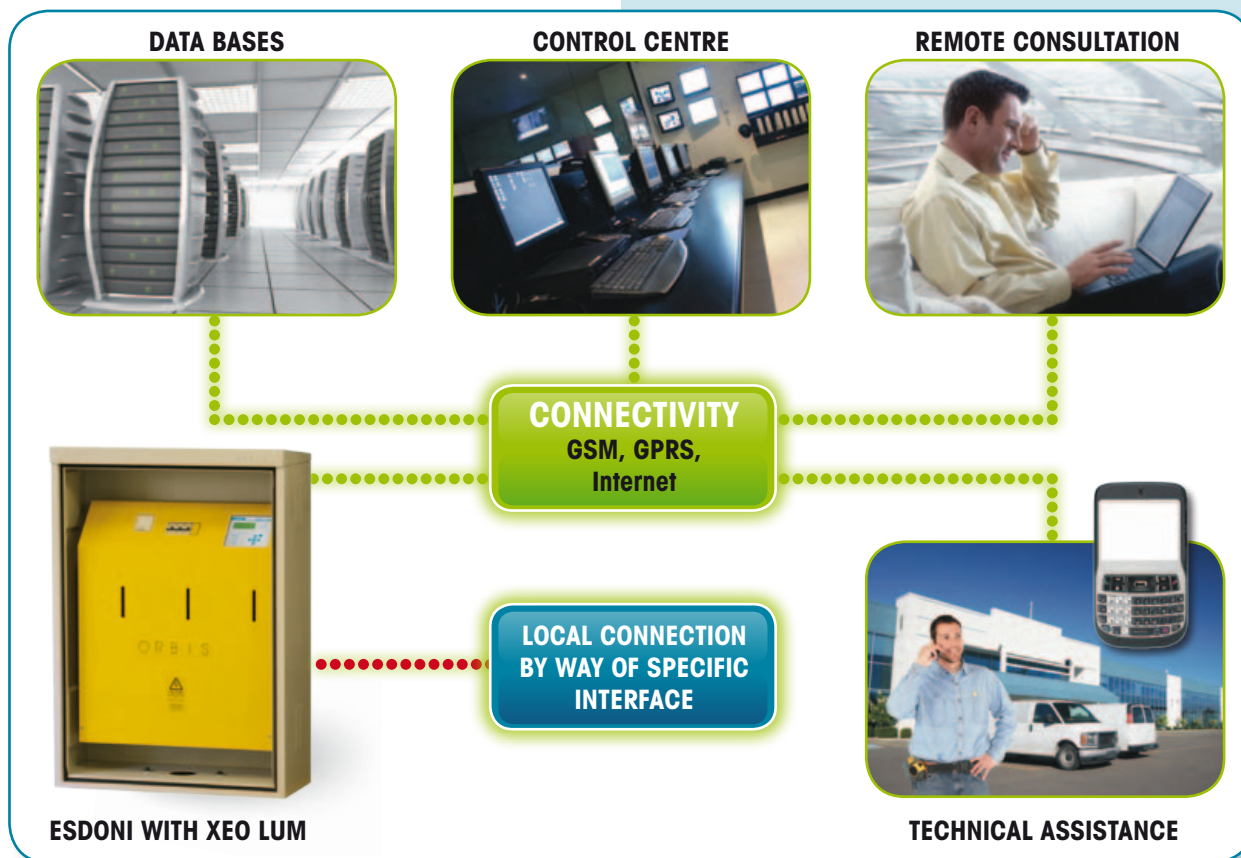 DATA BASES
CONTROL CENTRE
REMOTE CONSULTATION
CONNECTIVITY
GSM, GPRS,
Internet
ORBIS
LOCAL CONNECTION
BY WAY OF SPECIFIC
INTERFACE
ESDONI WITH XEO LUM
TECHNICAL ASSISTANCE